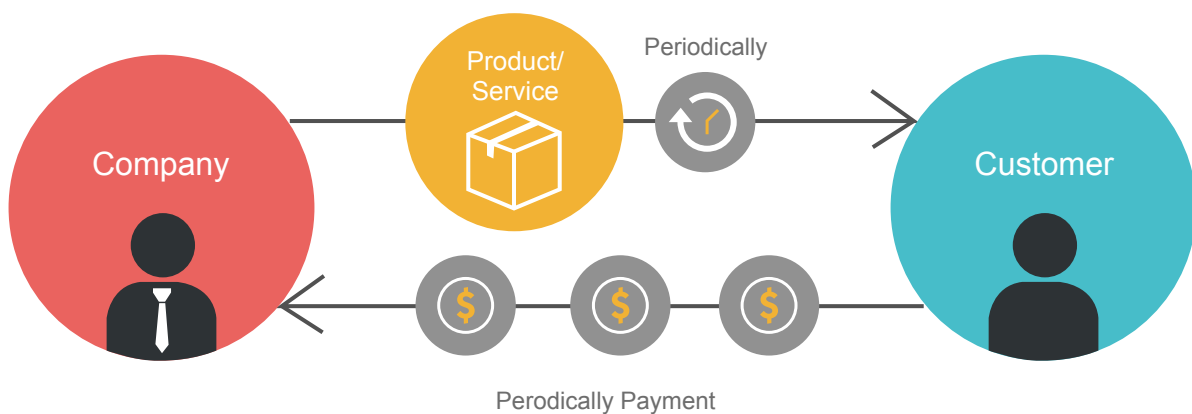 Periodically
Product/
Service
Company
Customer
$ $ $
Perodically Payment